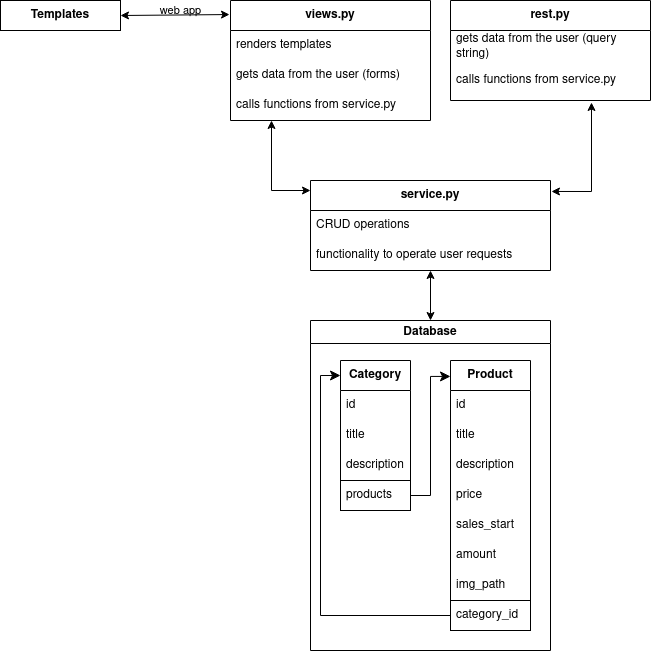 Templates
web app
views.py
renders templates
gets data from the user (forms)
calls functions from service.py
rest.py
gets data from the user (query
string)
calls functions from service.py
service.py
CRUD operations
functionality to operate user requests
Database
Category
id
title
description
products
Product
id
title
description
price
sales_start
amount
img_path
category_id